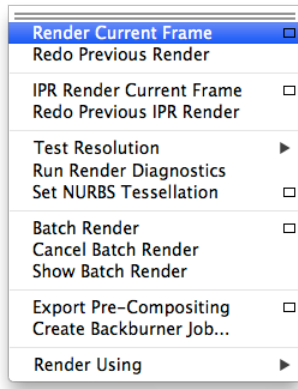 Render Current Frame
Redo Previous Render
IPR Render Current Frame
Redo Previous IPR Render
Test Resolution
Run Render Diagnostics
Set NURBS Tessellation
Batch Render
Cancel Batch Render
Show Batch Render
Export Pre-Compositing
Create Backburner Job...
Render Using